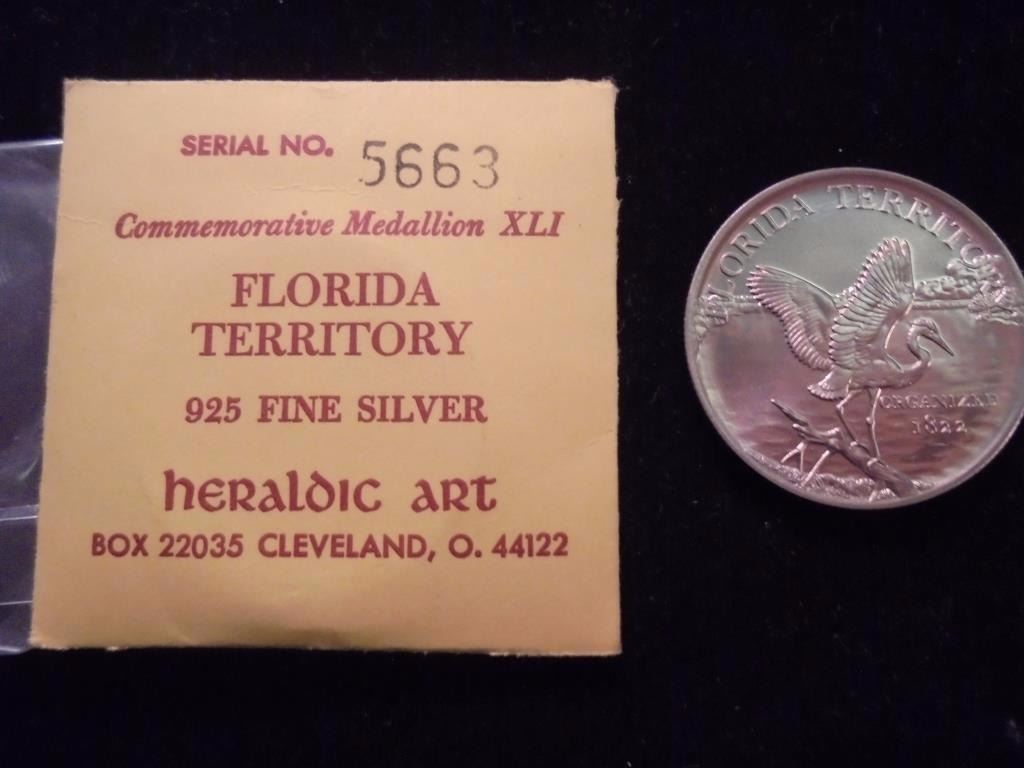 SERIAL NO. 5663
Commemorative Medallion XLI
FLORIDA
TERRITORY
925 FINE SILVER
heraldic art
BOX 22035 CLEVELAND, O. 44122
FLORIDA TERRITO
ORGANIZED
1822